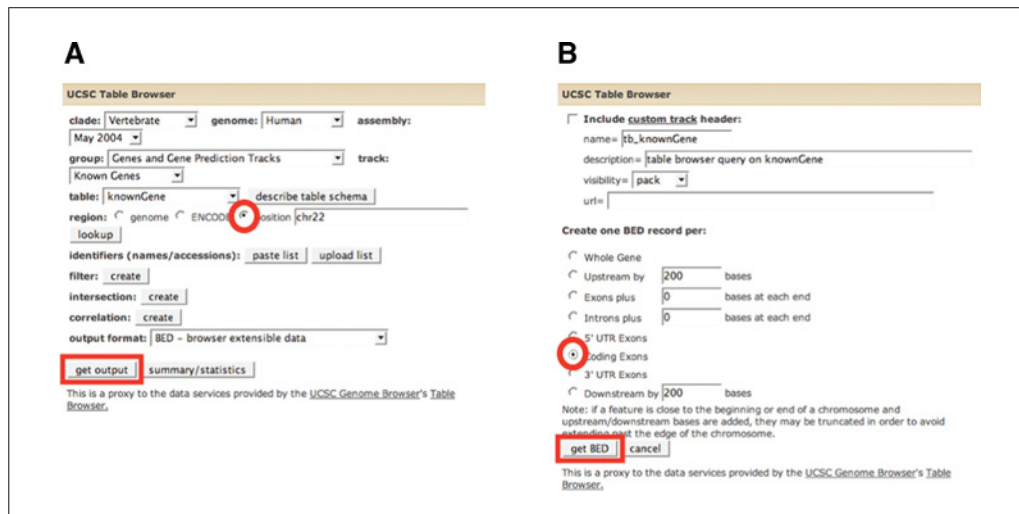 A
UCSC Table Browser
clade: Vertebrate genome: Human assembly:
May 2004
group: Genes and Gene Prediction Tracks track:
Known Genes
table: knownGene describe table schema
region: genome ENCODE position chr22
lookup
identifiers (names/accessions): paste list upload list
filter: create
intersection: create
correlation: create
output format: BED - browser extensible data
get output summary/statistics
This is a proxy to the data services provided by the UCSC Genome Browser's Table
Browser.
B
UCSC Table Browser
Include custom track header:
name= tb_knownGene
description= table browser query on knownGene
visibility= pack
url=
Create one BED record per:
Whole Gene
Upstream by 200 bases
Exons plus 0 bases at each end
Introns plus 0 bases at each end
5' UTR Exons
Coding Exons
3' UTR Exons
Downstream by 200 bases
Note: if a feature is close to the beginning or end of a chromosome and
upstream/downstream bases are added, they may be truncated in order to avoid
extending past the edge of the chromosome.
get BED cancel
This is a proxy to the data services provided by the UCSC Genome Browser's Table
Browser.